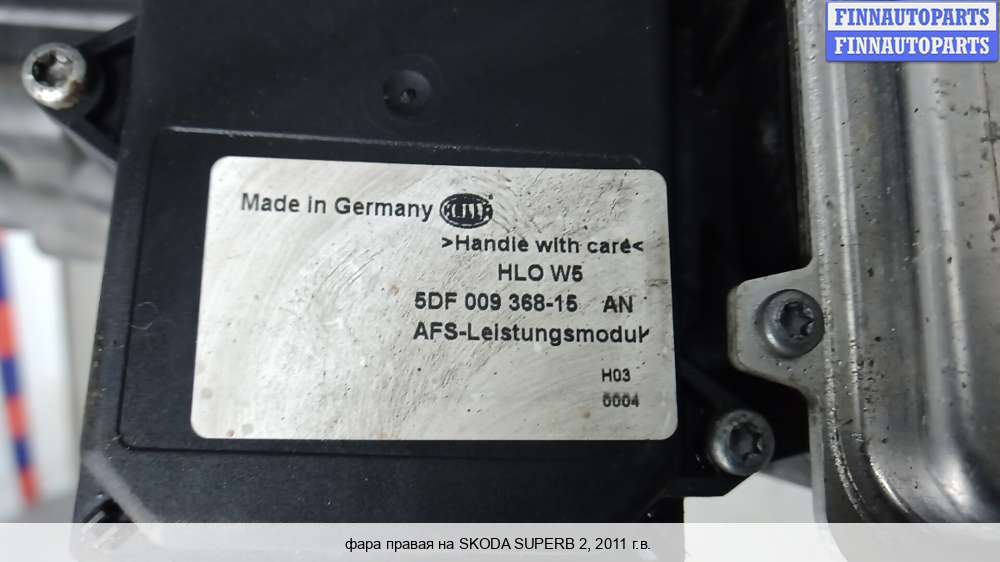 FINNAUTOPARTS
FINNAUTOPARTS
Made in Germany HELLA
>Handle with care<
HLO W5
5DF 009 368-15 AN
AFS-Leistungsmodul
H03
0004
фара правая на SKODA SUPERB 2, 2011 г.в.